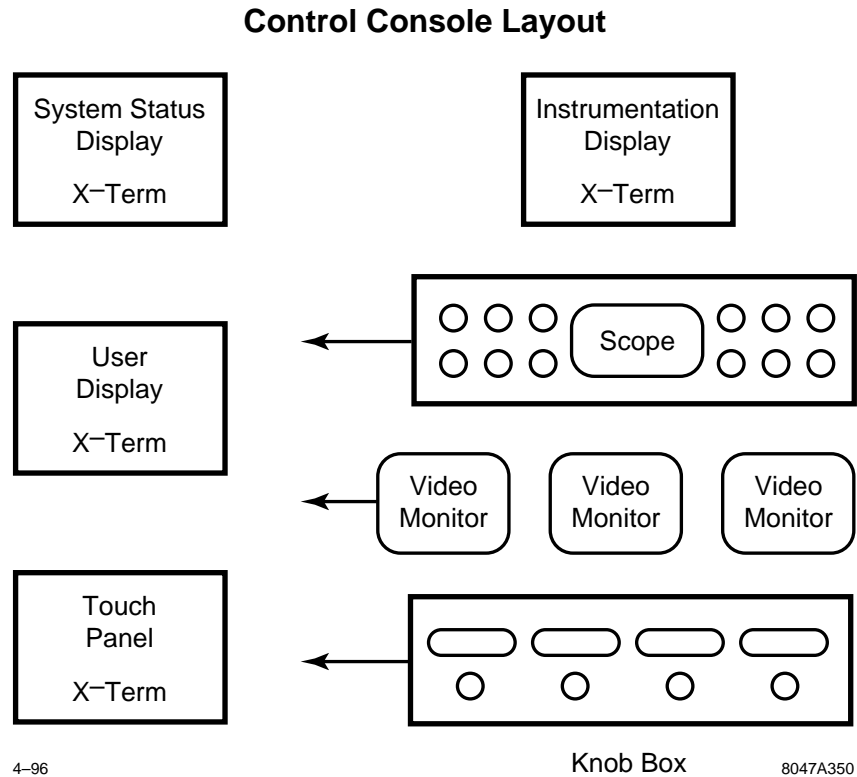 Control Console Layout
System Status
Display
X–Term
Instrumentation
Display
X–Term
Scope
User
Display
X–Term
Video
Monitor
Video
Monitor
Video
Monitor
Touch
Panel
X–Term
Knob Box
4–96
8047A350